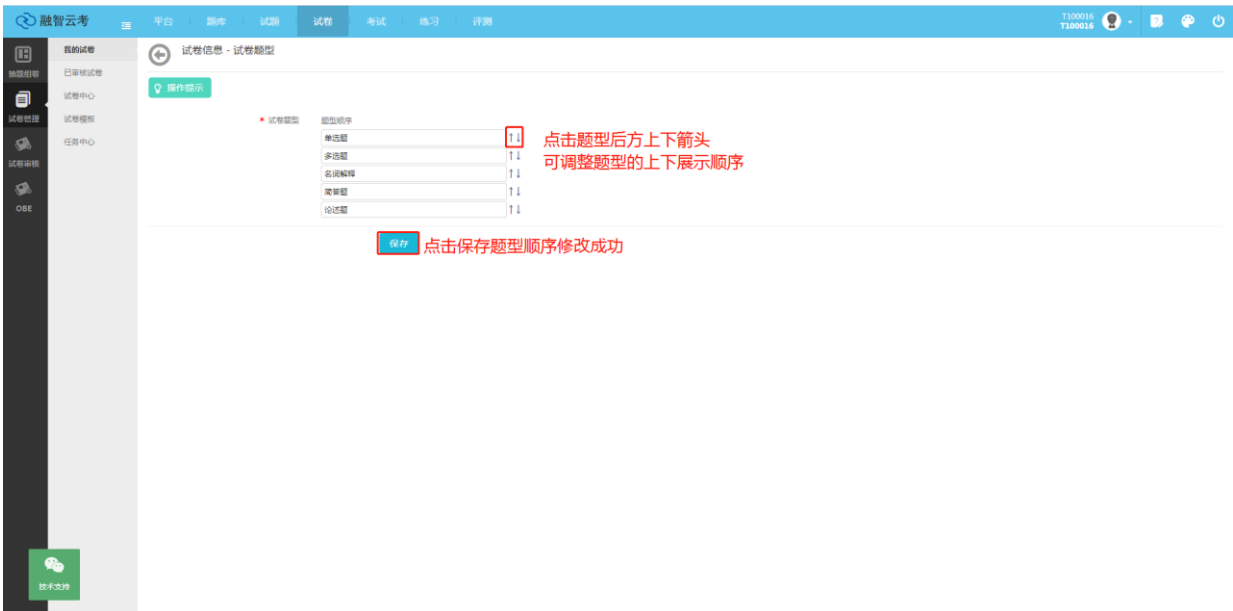 融智云考
平台 题库 试题 试卷 考试 练习 评测
T100016
T100016
抽题组卷
试卷管理
试卷审核
OBE
我的试卷
已审核试卷
试卷中心
试卷模板
任务中心
试卷信息 - 试卷题型
操作提示
* 试卷题型 题型顺序
单选题 ↑↓
多选题 ↑↓
名词解释 ↑↓
简答题 ↑↓
论述题 ↑↓
点击题型后方上下箭头
可调整题型的上下展示顺序
保存 点击保存题型顺序修改成功
技术支持